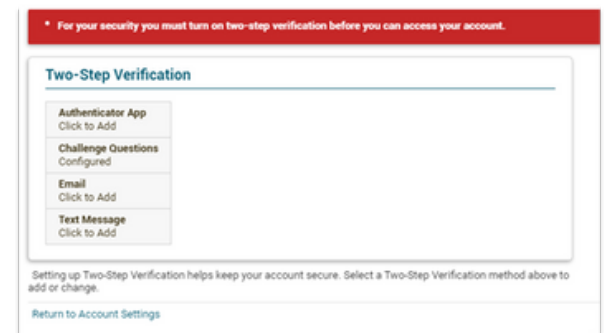 * For your security you must turn on two-step verification before you can access your account.
Two-Step Verification
Authenticator App
Click to Add
Challenge Questions
Configured
Email
Click to Add
Text Message
Click to Add
Setting up Two-Step Verification helps keep your account secure. Select a Two-Step Verification method above to
add or change.
Return to Account Settings